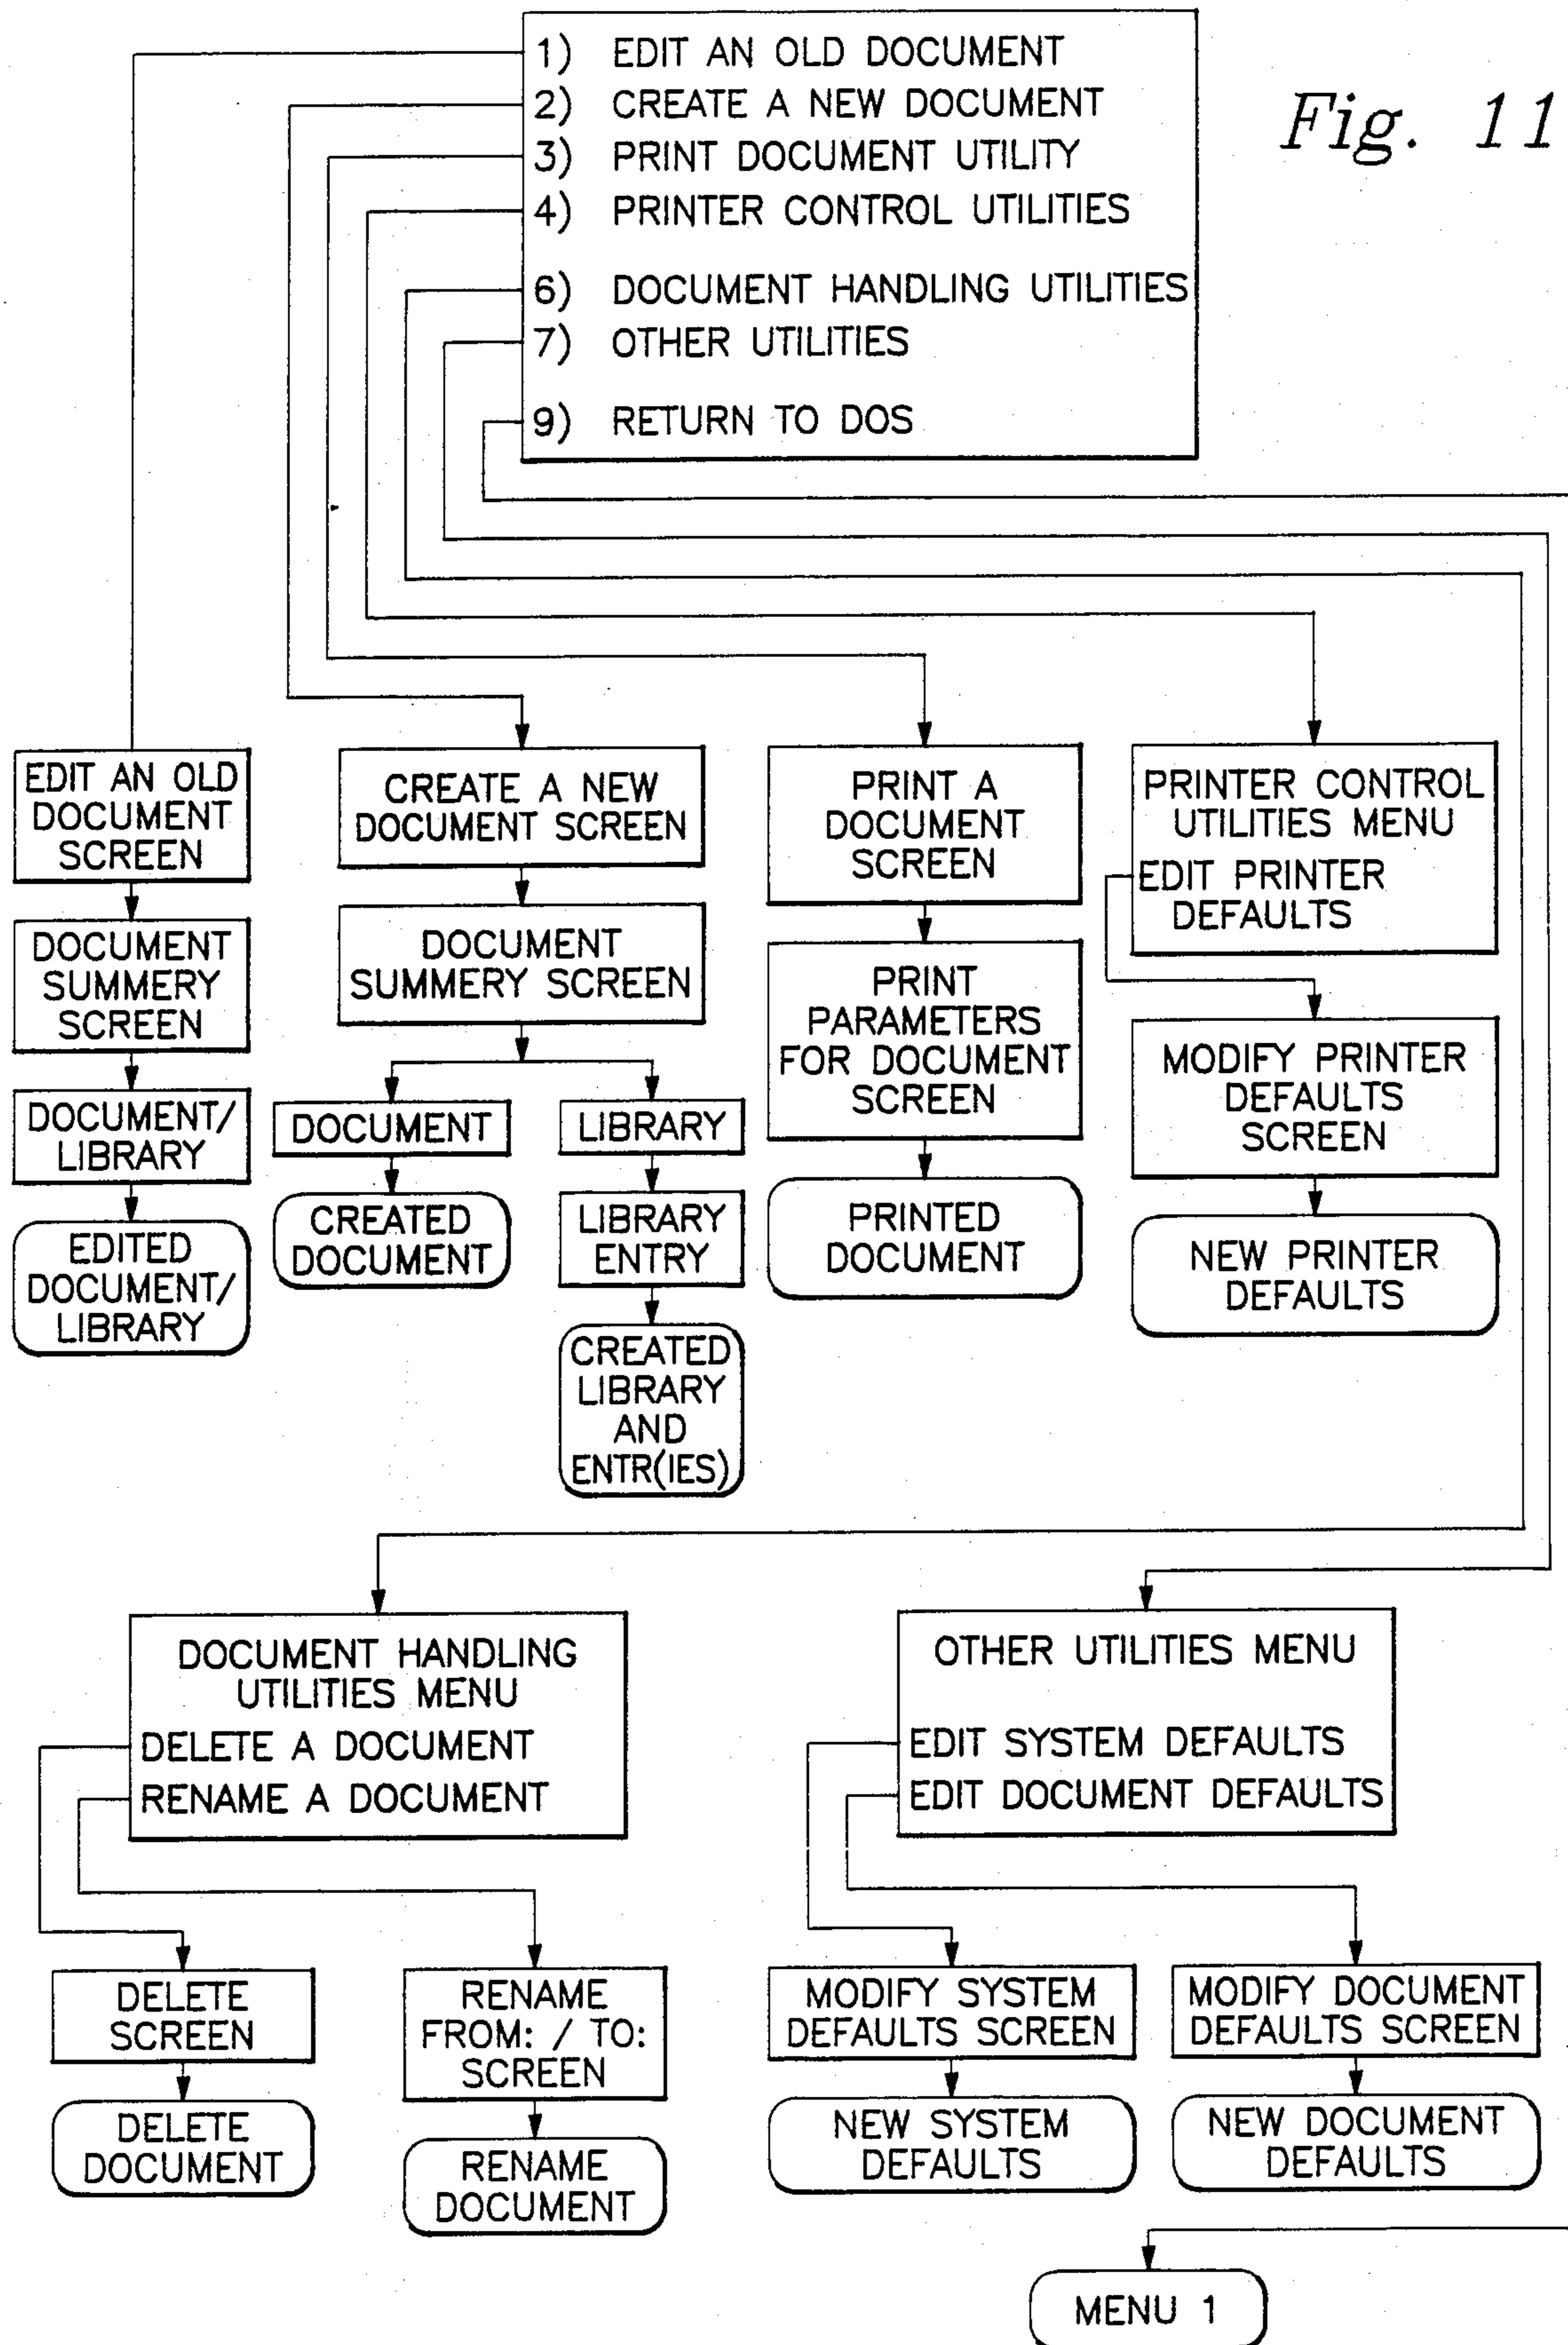 Fig. 11
1) EDIT AN OLD DOCUMENT
2) CREATE A NEW DOCUMENT
3) PRINT DOCUMENT UTILITY
4) PRINTER CONTROL UTILITIES
6) DOCUMENT HANDLING UTILITIES
7) OTHER UTILITIES
9) RETURN TO DOS
EDIT AN OLD
DOCUMENT
SCREEN
DOCUMENT
SUMMERY
SCREEN
DOCUMENT/
LIBRARY
EDITED
DOCUMENT/
LIBRARY
CREATE A NEW
DOCUMENT SCREEN
DOCUMENT
SUMMERY SCREEN
DOCUMENT
CREATED
DOCUMENT
LIBRARY
LIBRARY
ENTRY
CREATED
LIBRARY
AND
ENTR(IES)
PRINT A
DOCUMENT
SCREEN
PRINT
PARAMETERS
FOR DOCUMENT
SCREEN
PRINTED
DOCUMENT
PRINTER CONTROL
UTILITIES MENU
EDIT PRINTER
DEFAULTS
MODIFY PRINTER
DEFAULTS
SCREEN
NEW PRINTER
DEFAULTS
DOCUMENT HANDLING
UTILITIES MENU
DELETE A DOCUMENT
RENAME A DOCUMENT
DELETE
SCREEN
DELETE
DOCUMENT
RENAME
FROM: / TO:
SCREEN
RENAME
DOCUMENT
OTHER UTILITIES MENU
EDIT SYSTEM DEFAULTS
EDIT DOCUMENT DEFAULTS
MODIFY SYSTEM
DEFAULTS SCREEN
NEW SYSTEM
DEFAULTS
MODIFY DOCUMENT
DEFAULTS SCREEN
NEW DOCUMENT
DEFAULTS
MENU 1